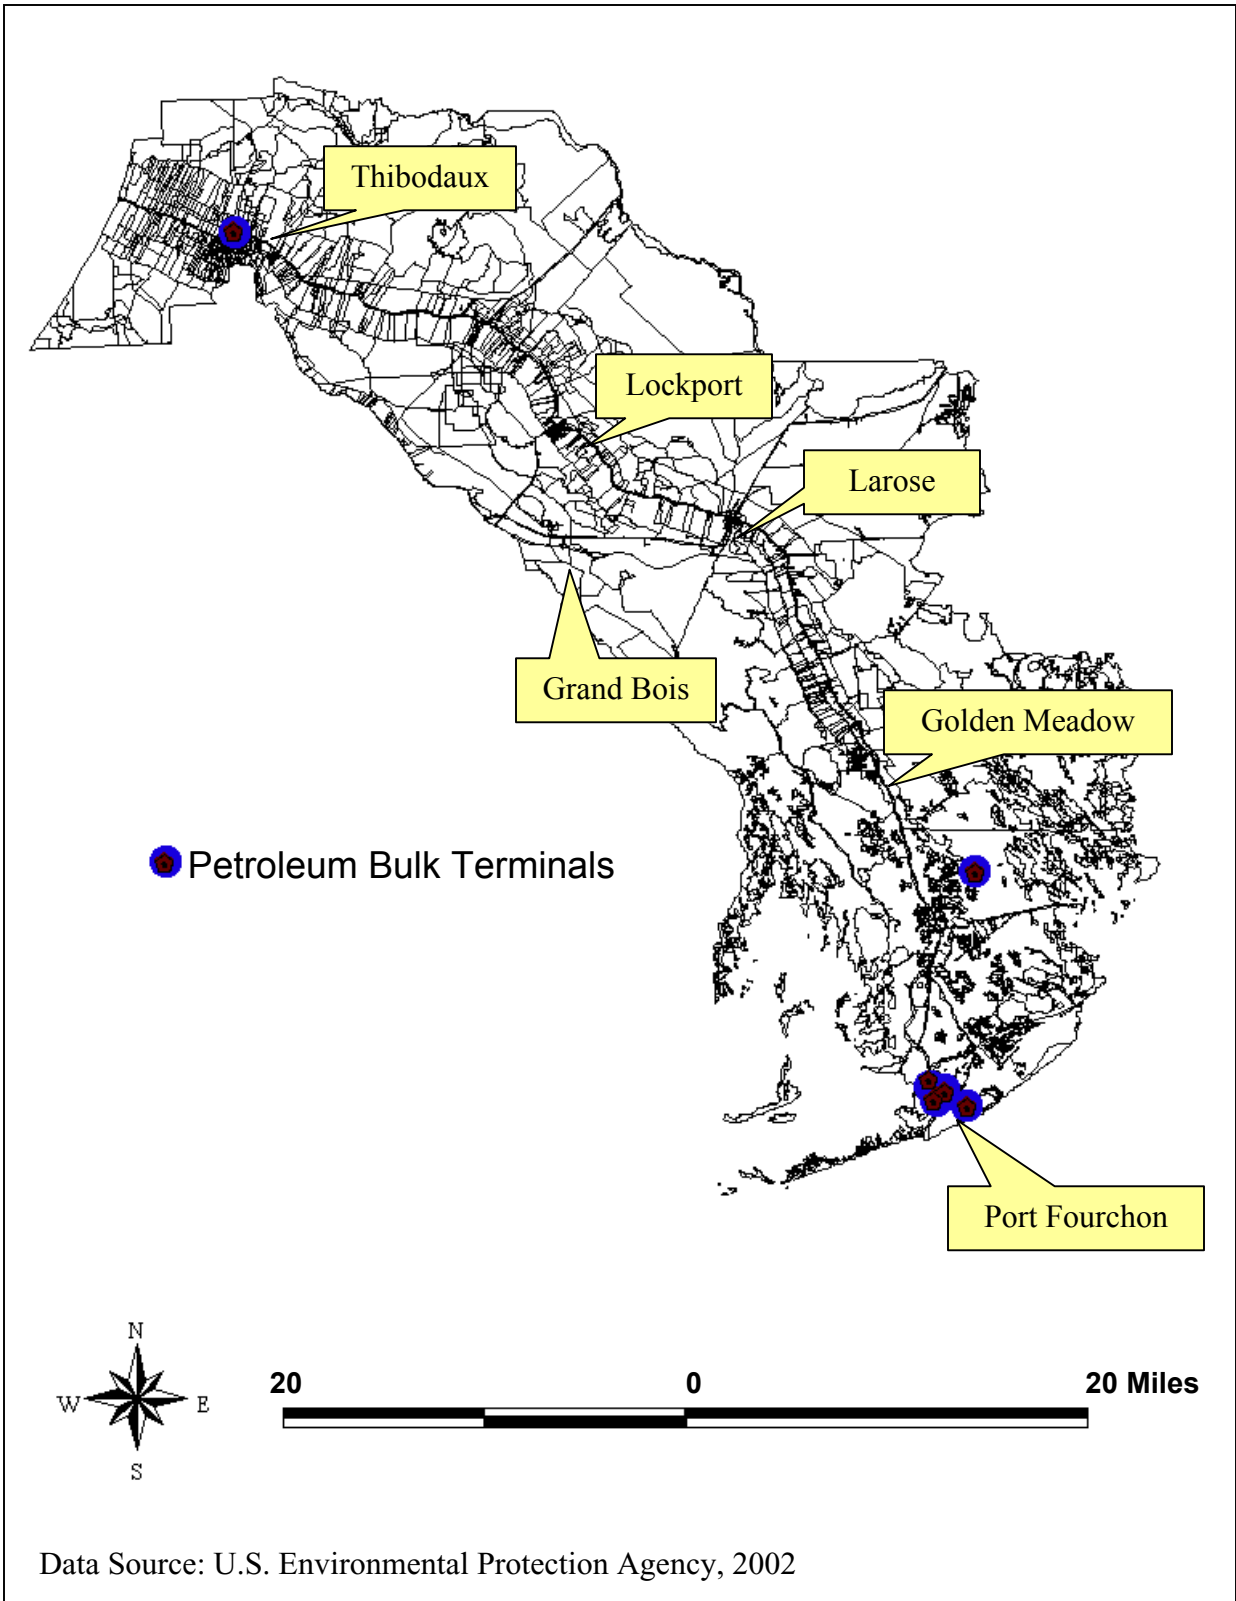 Thibodaux
Lockport
Larose
Grand Bois
Golden Meadow
Petroleum Bulk Terminals
Port Fourchon
N
W E
S
20 0 20 Miles
Data Source: U.S. Environmental Protection Agency, 2002